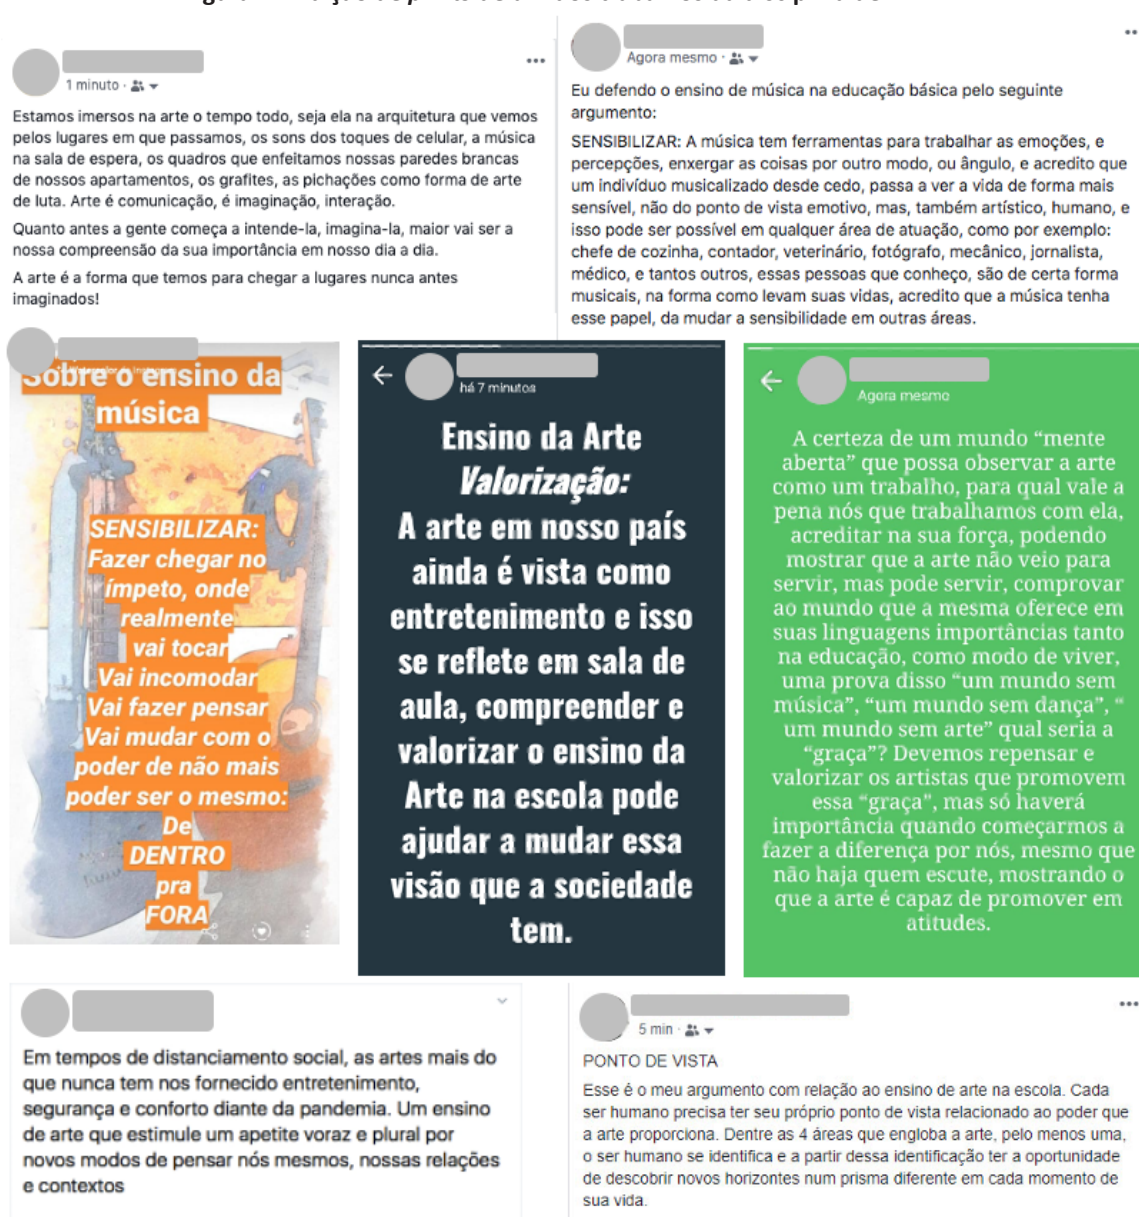 1 minuto
Estamos imersos na arte o tempo todo, seja ela na arquitetura que vemos
pelos lugares em que passamos, os sons dos toques de celular, a música
na sala de espera, os quadros que enfeitamos nossas paredes brancas
de nossos apartamentos, os grafites, as pichações como forma de arte
de luta. Arte é comunicação, é imaginação, interação.
Quanto antes a gente começa a intende-la, imagina-la, maior vai ser a
nossa compreensão da sua importância em nosso dia a dia.
A arte é a forma que temos para chegar a lugares nunca antes
imaginados!
Agora mesmo
Eu defendo o ensino de música na educação básica pelo seguinte
argumento:
SENSIBILIZAR: A música tem ferramentas para trabalhar as emoções, e
percepções, enxergar as coisas por outro modo, ou ângulo, e acredito que
um indivíduo musicalizado desde cedo, passa a ver a vida de forma mais
sensível, não do ponto de vista emotivo, mas, também artístico, humano, e
isso pode ser possível em qualquer área de atuação, como por exemplo:
chefe de cozinha, contador, veterinário, fotógrafo, mecânico, jornalista,
médico, e tantos outros, essas pessoas que conheço, são de certa forma
musicais, na forma como levam suas vidas, acredito que a música tenha
esse papel, da mudar a sensibilidade em outras áreas.
Sobre o ensino da
música
SENSIBILIZAR:
Fazer chegar no
ímpeto, onde
realmente
vai tocar
Vai incomodar
Vai fazer pensar
Vai mudar com o
poder de não mais
poder ser o mesmo:
De
DENTRO
pra
FORA
há 7 minutos
Ensino da Arte
Valorização:
A arte em nosso país
ainda é vista como
entretenimento e isso
se reflete em sala de
aula, compreender e
valorizar o ensino da
Arte na escola pode
ajudar a mudar essa
visão que a sociedade
tem.
Agora mesmo
A certeza de um mundo “mente
aberta” que possa observar a arte
como um trabalho, para qual vale a
pena nós que trabalhamos com ela,
acreditar na sua força, podendo
mostrar que a arte não veio para
servir, mas pode servir, comprovar
ao mundo que a mesma oferece em
suas linguagens importâncias tanto
na educação, como modo de viver,
uma prova disso “um mundo sem
música”, “um mundo sem dança”, “
um mundo sem arte” qual seria a
“graça”? Devemos repensar e
valorizar os artistas que promovem
essa “graça”, mas só haverá
importância quando começarmos a
fazer a diferença por nós, mesmo que
não haja quem escute, mostrando o
que a arte é capaz de promover em
atitudes.
Em tempos de distanciamento social, as artes mais do
que nunca tem nos fornecido entretenimento,
segurança e conforto diante da pandemia. Um ensino
de arte que estimule um apetite voraz e plural por
novos modos de pensar nós mesmos, nossas relações
e contextos
5 min
PONTO DE VISTA
Esse é o meu argumento com relação ao ensino de arte na escola. Cada
ser humano precisa ter seu próprio ponto de vista relacionado ao poder que
a arte proporciona. Dentre as 4 áreas que engloba a arte, pelo menos uma,
o ser humano se identifica e a partir dessa identificação ter a oportunidade
de descobrir novos horizontes num prisma diferente em cada momento de
sua vida.